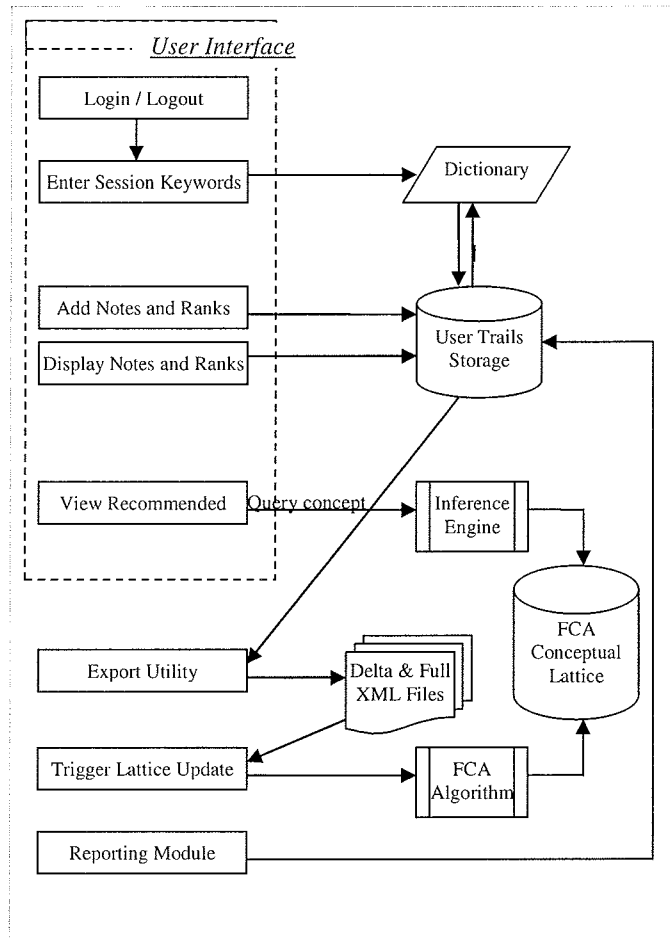 User Interface
Login / Logout
Enter Session Keywords
Dictionary
Add Notes and Ranks
Display Notes and Ranks
User Trails
Storage
View Recommended
Query concept
Inference
Engine
FCA
Conceptual
Lattice
Export Utility
Delta & Full
XML Files
Trigger Lattice Update
FCA
Algorithm
Reporting Module